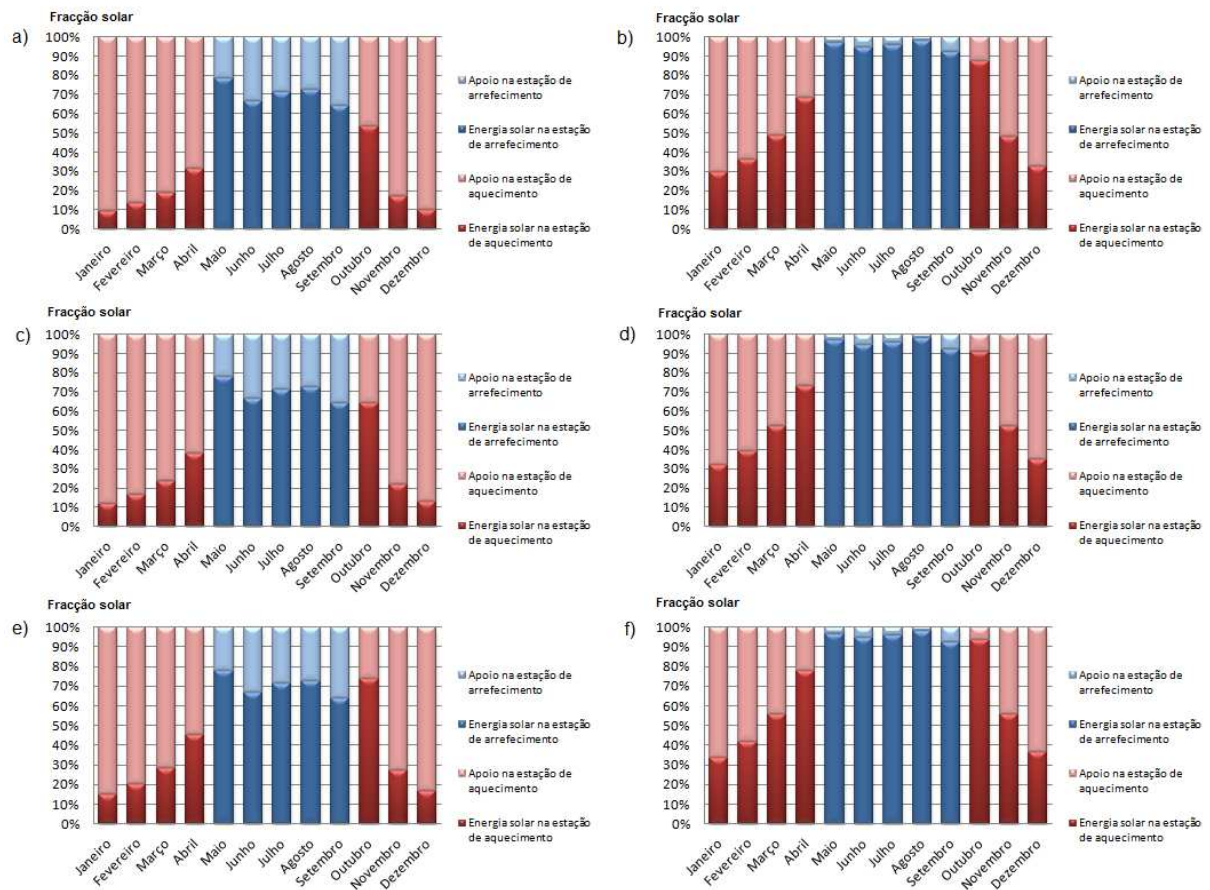 Fracção solar
a)
100%
90%
80%
70%
60%
50%
40%
30%
20%
10%
0%
Janeiro
Fevereiro
Março
Abril
Maio
Junho
Julho
Agosto
Setembro
Outubro
Novembro
Dezembro
Apoio na estação de
arrefecimento
Energia solar na estação
de arrefecimento
Apoio na estação de
aquecimento
Energia solar na estação
de aquecimento
Fracção solar
b)
100%
90%
80%
70%
60%
50%
40%
30%
20%
10%
0%
Janeiro
Fevereiro
Março
Abril
Maio
Junho
Julho
Agosto
Setembro
Outubro
Novembro
Dezembro
Apoio na estação de
arrefecimento
Energia solar na estação
de arrefecimento
Apoio na estação de
aquecimento
Energia solar na estação
de aquecimento
Fracção solar
c)
100%
90%
80%
70%
60%
50%
40%
30%
20%
10%
0%
Janeiro
Fevereiro
Março
Abril
Maio
Junho
Julho
Agosto
Setembro
Outubro
Novembro
Dezembro
Apoio na estação de
arrefecimento
Energia solar na estação
de arrefecimento
Apoio na estação de
aquecimento
Energia solar na estação
de aquecimento
Fracção solar
d)
100%
90%
80%
70%
60%
50%
40%
30%
20%
10%
0%
Janeiro
Fevereiro
Março
Abril
Maio
Junho
Julho
Agosto
Setembro
Outubro
Novembro
Dezembro
Apoio na estação de
arrefecimento
Energia solar na estação
de arrefecimento
Apoio na estação de
aquecimento
Energia solar na estação
de aquecimento
Fracção solar
e)
100%
90%
80%
70%
60%
50%
40%
30%
20%
10%
0%
Janeiro
Fevereiro
Março
Abril
Maio
Junho
Julho
Agosto
Setembro
Outubro
Novembro
Dezembro
Apoio na estação de
arrefecimento
Energia solar na estação
de arrefecimento
Apoio na estação de
aquecimento
Energia solar na estação
de aquecimento
Fracção solar
f)
100%
90%
80%
70%
60%
50%
40%
30%
20%
10%
0%
Janeiro
Fevereiro
Março
Abril
Maio
Junho
Julho
Agosto
Setembro
Outubro
Novembro
Dezembro
Apoio na estação de
arrefecimento
Energia solar na estação
de arrefecimento
Apoio na estação de
aquecimento
Energia solar na estação
de aquecimento